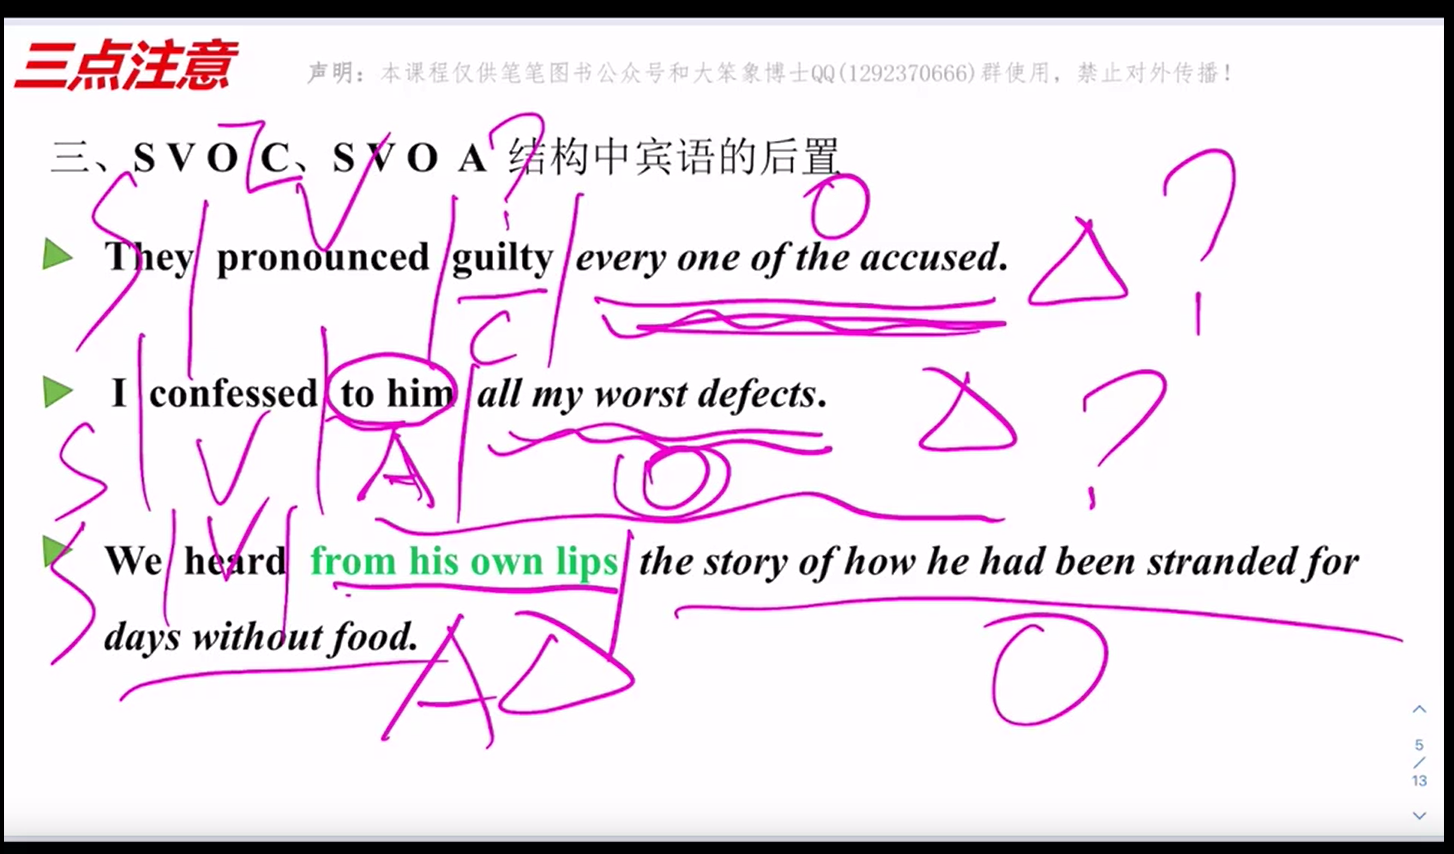 三点注意
声明：本课程仅供笔笔图书公众号和大笨象博士QQ(1292370666)群使用，禁止对外传播！
三、S V O C、S V O A 结构中宾语的后置
S V ? O ?
They pronounced guilty every one of the accused.
C
I confessed to him all my worst defects.
S V A O ?
We heard from his own lips the story of how he had been stranded for
days without food.
S V A O
5
/
13